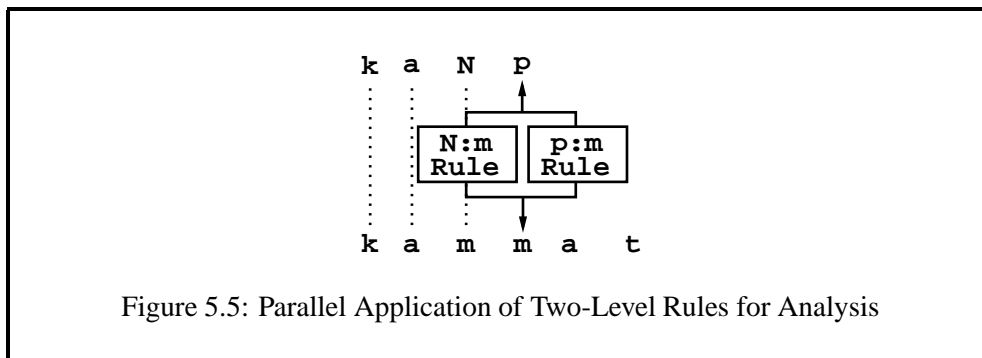 k a N p
N:m p:m
Rule Rule
k a m m a t
Figure 5.5: Parallel Application of Two-Level Rules for Analysis